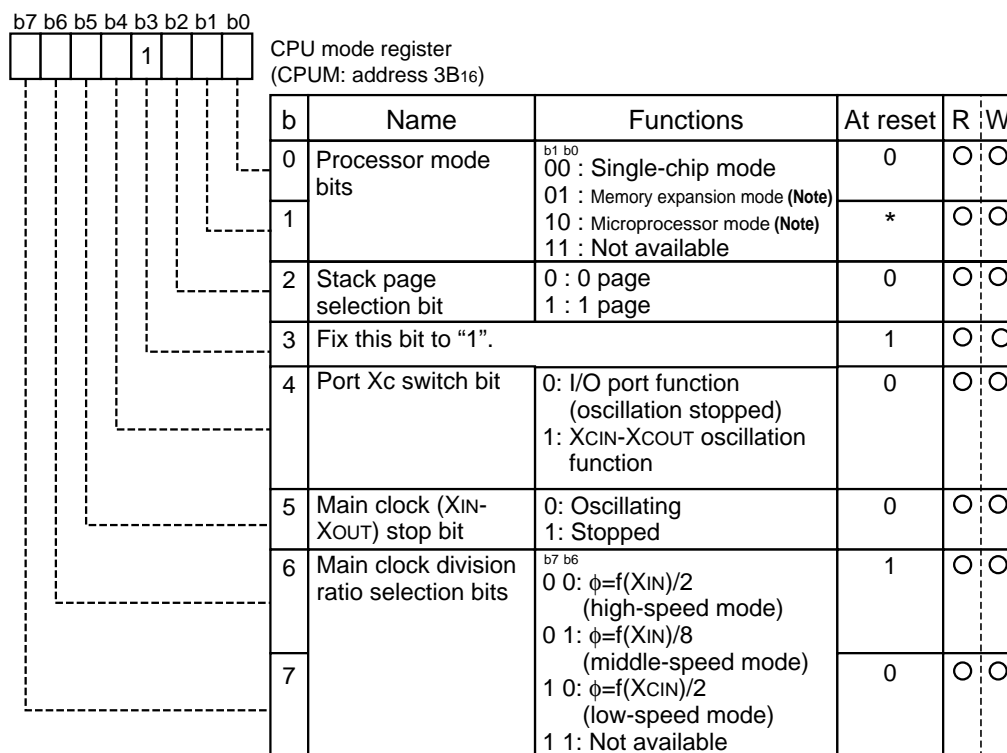 b7 b6 b5 b4 b3 b2 b1 b0
1
CPU mode register
(CPUM: address 3B16)
b Name Functions At reset R W
0 Processor mode bits
b1 b0
00 : Single-chip mode
01 : Memory expansion mode (Note)
10 : Microprocessor mode (Note)
11 : Not available
0 O O
1 * O O
2 Stack page selection bit
0 : 0 page
1 : 1 page
0 O O
3 Fix this bit to “1”. 1 O O
4 Port Xc switch bit
0: I/O port function
(oscillation stopped)
1: XCIN-XCOUT oscillation
function
0 O O
5 Main clock (XIN-
XOUT) stop bit
0: Oscillating
1: Stopped
0 O O
6 Main clock division
ratio selection bits
b7 b6
0 0: ϕ=f(XIN)/2
(high-speed mode)
0 1: ϕ=f(XIN)/8
(middle-speed mode)
1 0: ϕ=f(XCIN)/2
(low-speed mode)
1 1: Not available
1 O O
7 0 O O